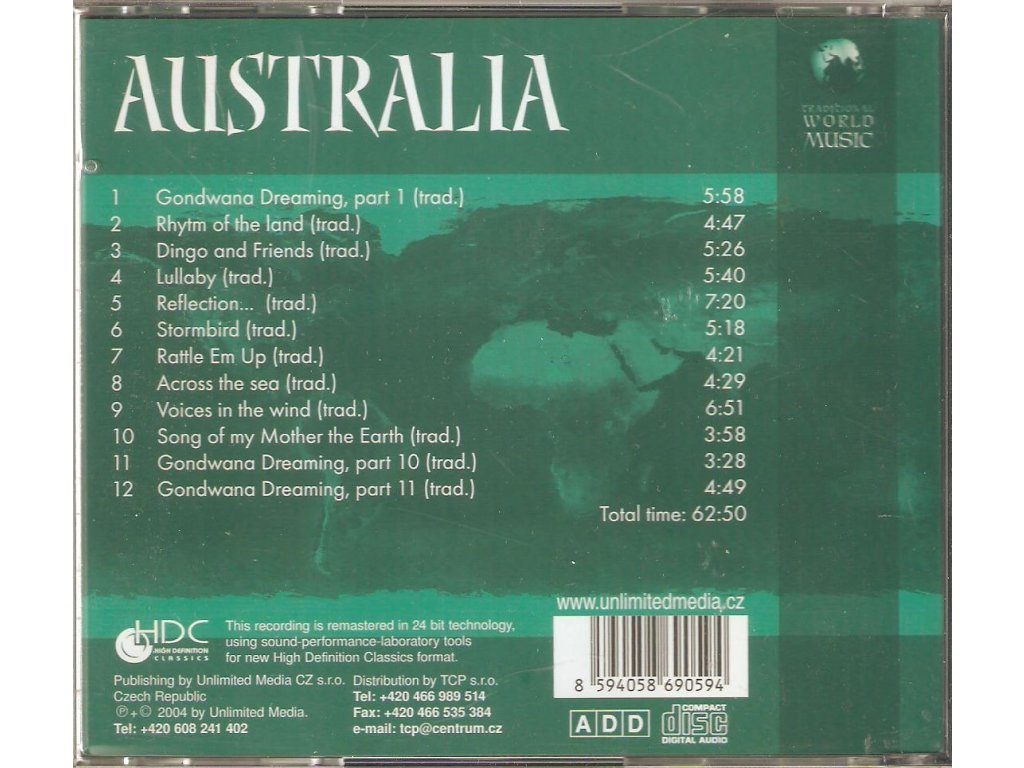 AUSTRALIA
TRADITIONAL
WORLD
MUSIC
1 Gondwana Dreaming, part 1 (trad.) 5:58
2 Rhytm of the land (trad.) 4:47
3 Dingo and Friends (trad.) 5:26
4 Lullaby (trad.) 5:40
5 Reflection... (trad.) 7:20
6 Stormbird (trad.) 5:18
7 Rattle Em Up (trad.) 4:21
8 Across the sea (trad.) 4:29
9 Voices in the wind (trad.) 6:51
10 Song of my Mother the Earth (trad.) 3:58
11 Gondwana Dreaming, part 10 (trad.) 3:28
12 Gondwana Dreaming, part 11 (trad.) 4:49
Total time: 62:50
www.unlimitedmedia.cz
HDC
HIGH DEFINITION
CLASSICS
This recording is remastered in 24 bit technology,
using sound-performance-laboratory tools
for new High Definition Classics format.
Publishing by Unlimited Media CZ s.r.o.
Czech Republic
℗+© 2004 by Unlimited Media.
Tel: +420 608 241 402
Distribution by TCP s.r.o.
Tel: +420 466 989 514
Fax: +420 466 535 384
e-mail: tcp@centrum.cz
8 594058 690594
ADD
COMPACT
disc
DIGITAL AUDIO